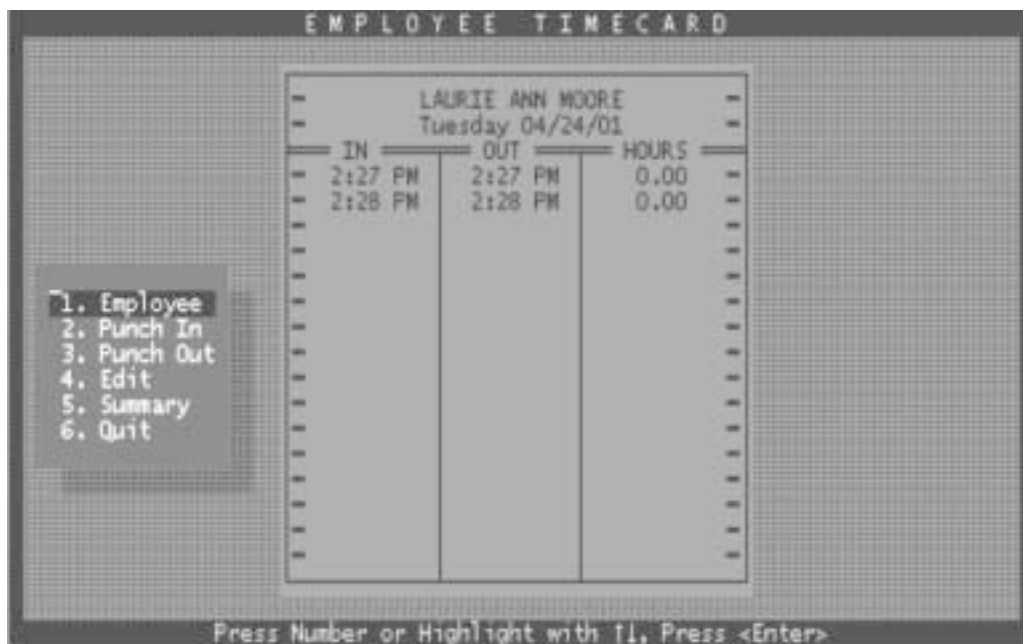 EMPLOYEE TIMECARD
LAURIE ANN MOORE
Tuesday 04/24/01
IN OUT HOURS
2:27 PM 2:27 PM 0.00
2:28 PM 2:28 PM 0.00
1. Employee
2. Punch In
3. Punch Out
4. Edit
5. Summary
6. Quit
Press Number or Highlight with ↑↓, Press <Enter>